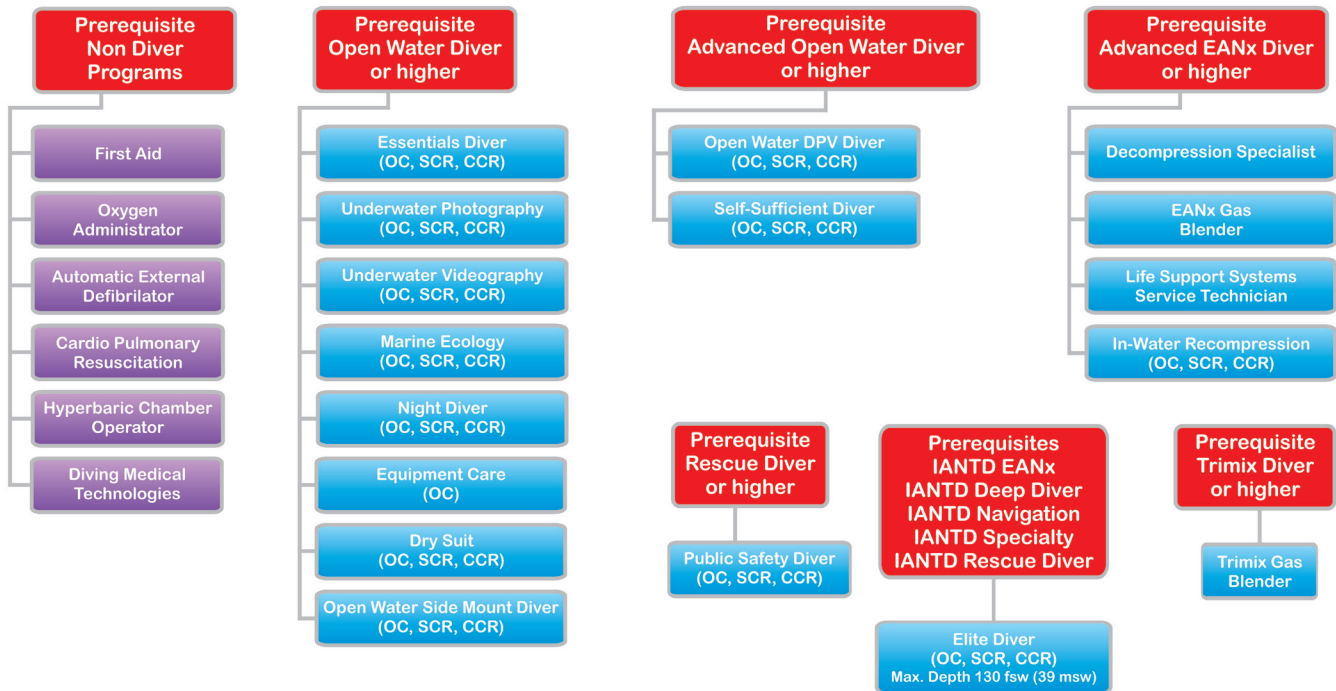 Prerequisite
Non Diver
Programs
First Aid
Oxygen
Administrator
Automatic External
Defibrilator
Cardio Pulmonary
Resuscitation
Hyperbaric Chamber
Operator
Diving Medical
Technologies
Prerequisite
Open Water Diver
or higher
Essentials Diver
(OC, SCR, CCR)
Underwater Photography
(OC, SCR, CCR)
Underwater Videography
(OC, SCR, CCR)
Marine Ecology
(OC, SCR, CCR)
Night Diver
(OC, SCR, CCR)
Equipment Care
(OC)
Dry Suit
(OC, SCR, CCR)
Open Water Side Mount Diver
(OC, SCR, CCR)
Prerequisite
Advanced Open Water Diver
or higher
Open Water DPV Diver
(OC, SCR, CCR)
Self-Sufficient Diver
(OC, SCR, CCR)
Prerequisite
Advanced EANx Diver
or higher
Decompression Specialist
EANx Gas
Blender
Life Support Systems
Service Technician
In-Water Recompression
(OC, SCR, CCR)
Prerequisite
Rescue Diver
or higher
Public Safety Diver
(OC, SCR, CCR)
Prerequisites
IANTD EANx
IANTD Deep Diver
IANTD Navigation
IANTD Specialty
IANTD Rescue Diver
Elite Diver
(OC, SCR, CCR)
Max. Depth 130 fsw (39 msw)
Prerequisite
Trimix Diver
or higher
Trimix Gas
Blender